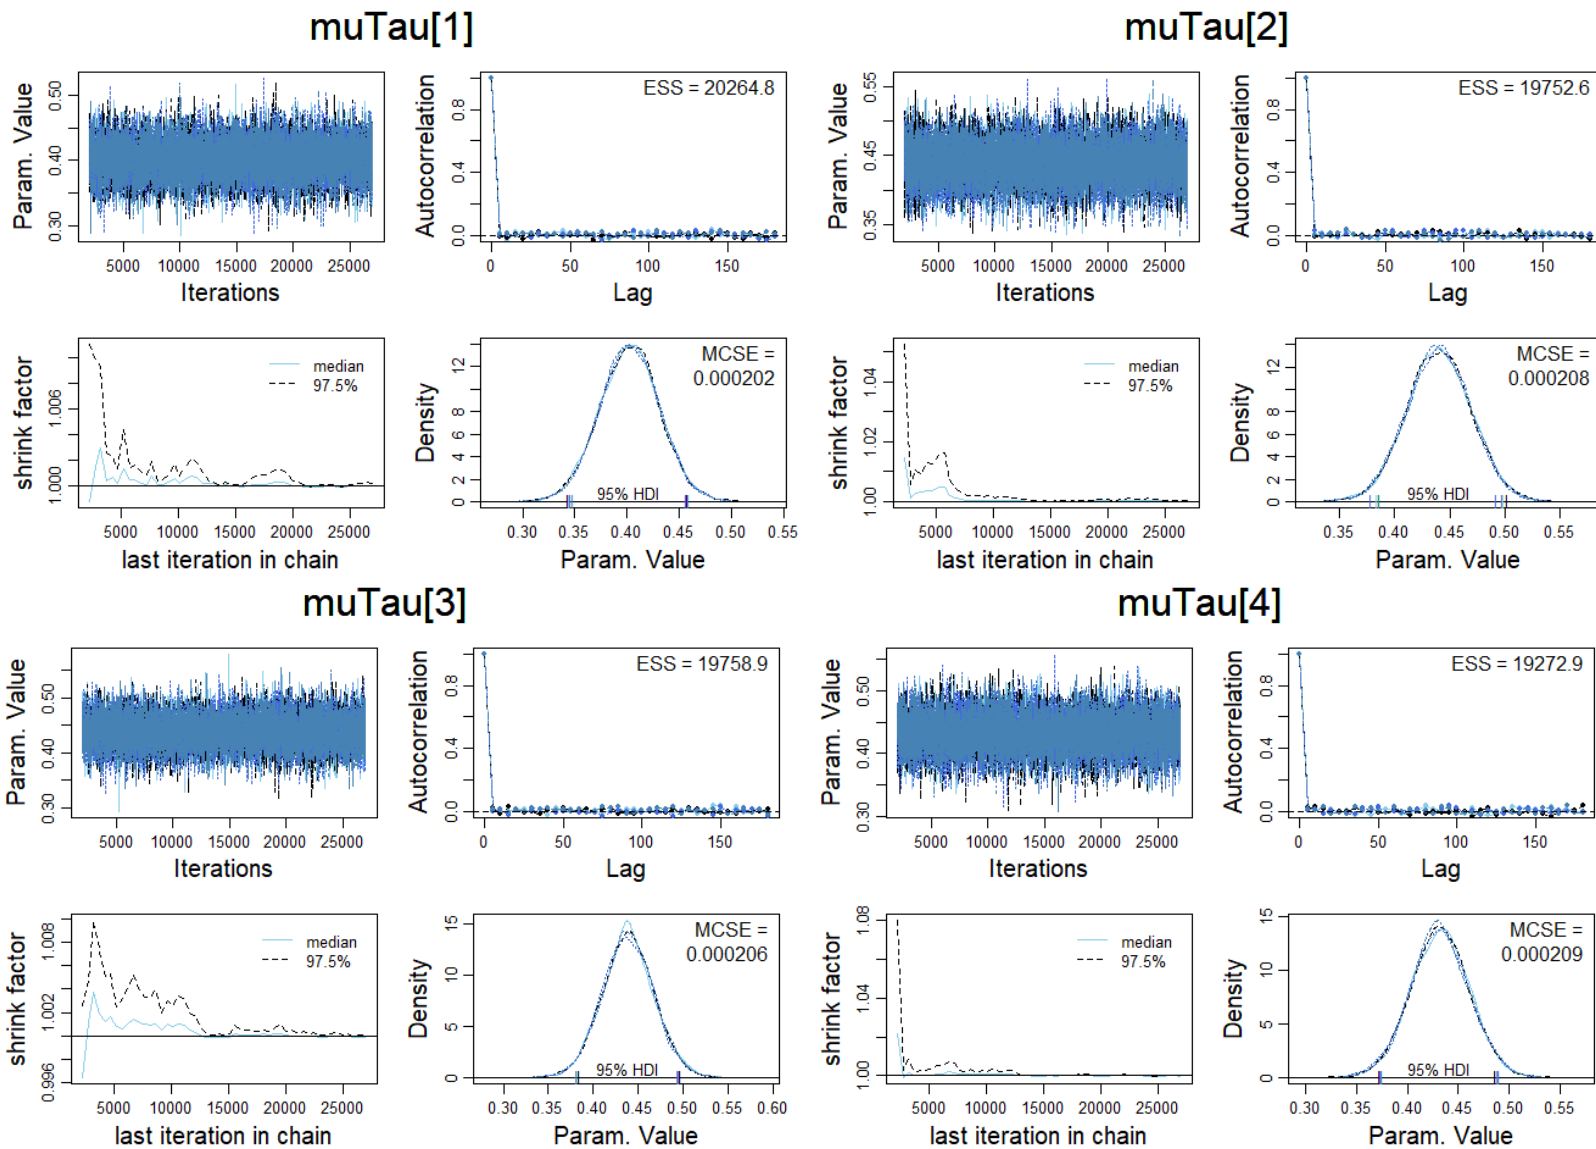 muTau[1]
muTau[2]
Param. Value
0.30 0.40 0.50
5000 10000 15000 20000 25000
Iterations
Autocorrelation
0.0 0.4 0.8
ESS = 20264.8
0 50 100 150
Lag
Param. Value
0.35 0.45 0.55
5000 10000 15000 20000 25000
Iterations
Autocorrelation
0.0 0.4 0.8
ESS = 19752.6
0 50 100 150
Lag
shrink factor
1.000 1.006
median
97.5%
5000 10000 15000 20000 25000
last iteration in chain
Density
0 2 4 6 8 12
MCSE =
0.000202
95% HDI
0.30 0.35 0.40 0.45 0.50 0.55
Param. Value
shrink factor
1.00 1.02 1.04
median
97.5%
5000 10000 15000 20000 25000
last iteration in chain
Density
0 2 4 6 8 12
MCSE =
0.000208
95% HDI
0.35 0.40 0.45 0.50 0.55
Param. Value
muTau[3]
muTau[4]
Param. Value
0.30 0.40 0.50
5000 10000 15000 20000 25000
Iterations
Autocorrelation
0.0 0.4 0.8
ESS = 19758.9
0 50 100 150
Lag
Param. Value
0.30 0.40 0.50
5000 10000 15000 20000 25000
Iterations
Autocorrelation
0.0 0.4 0.8
ESS = 19272.9
0 50 100 150
Lag
shrink factor
0.996 1.002 1.008
median
97.5%
5000 10000 15000 20000 25000
last iteration in chain
Density
0 5 10 15
MCSE =
0.000206
95% HDI
0.30 0.35 0.40 0.45 0.50 0.55 0.60
Param. Value
shrink factor
1.00 1.04 1.08
median
97.5%
5000 10000 15000 20000 25000
last iteration in chain
Density
0 5 10 15
MCSE =
0.000209
95% HDI
0.30 0.35 0.40 0.45 0.50 0.55
Param. Value